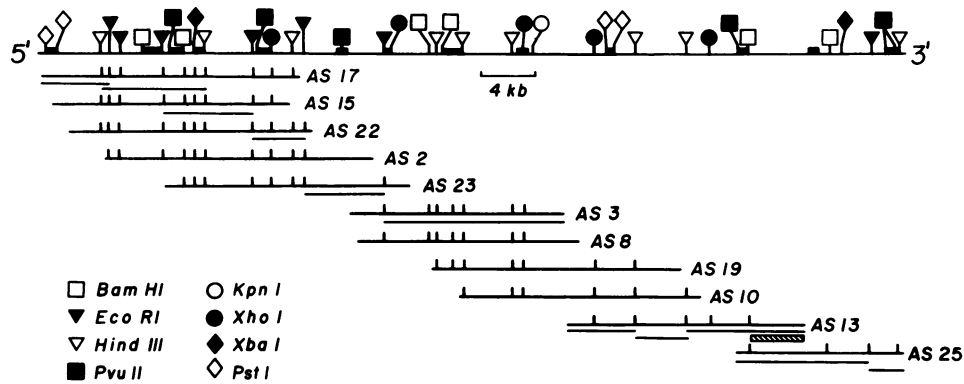 5' 3'
4 kb
AS 17
AS 15
AS 22
AS 2
AS 23
AS 3
AS 8
AS 19
AS 10
AS 13
AS 25
Bam HI Kpn I
Eco RI Xho I
Hind III Xba I
Pvu II Pst I